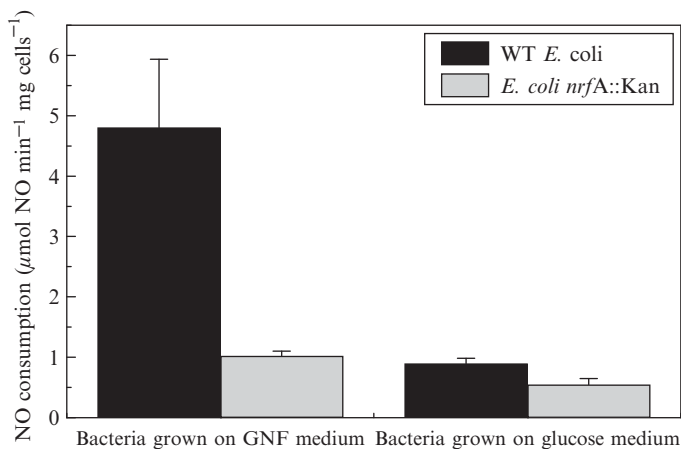 NO consumption (μmol NO min⁻¹ mg cells⁻¹)
6
5
4
3
2
1
0
WT E. coli
E. coli nrfA::Kan
Bacteria grown on GNF medium
Bacteria grown on glucose medium